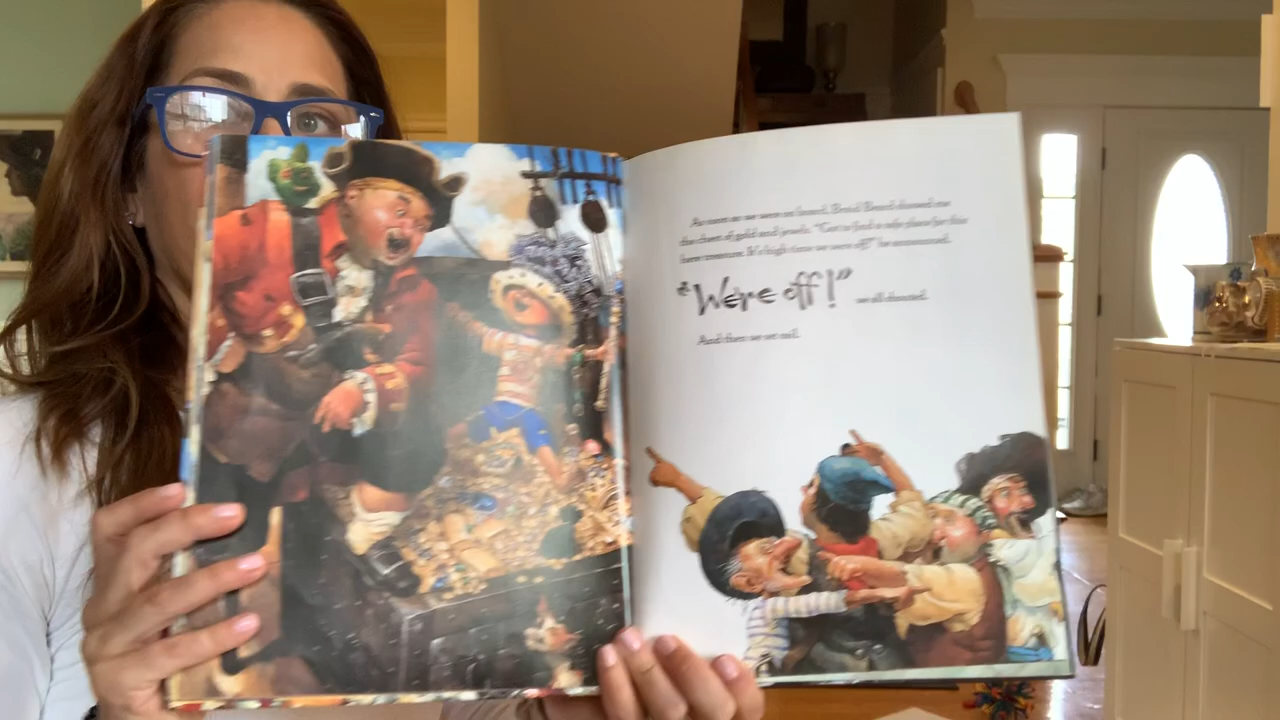 As soon as we were on board, Braid Beard showed me
the chest of gold and jewels. "Got to find a safe place for this
here treasure. It's high time we were off!" he announced.
"We're off!" we all shouted.
And then we set sail.